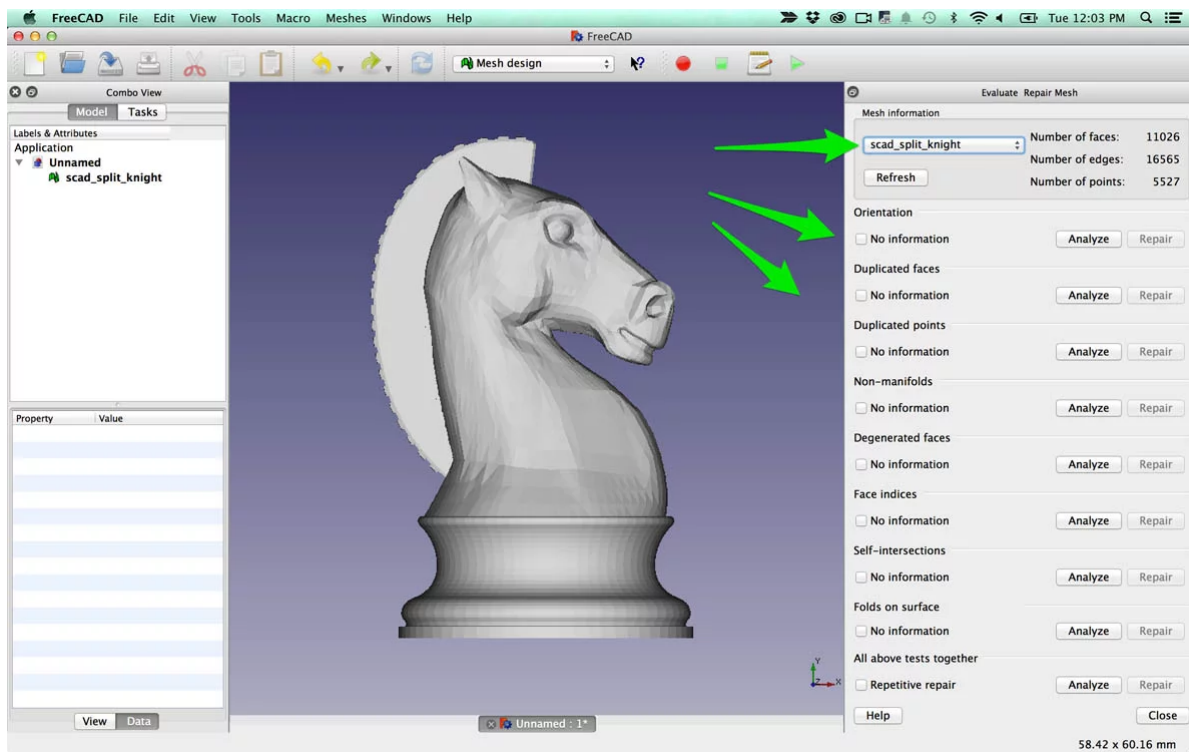 FreeCAD File Edit View Tools Macro Meshes Windows Help Tue 12:03 PM
FreeCAD
Mesh design
Combo View
Model Tasks
Labels & Attributes
Application
Unnamed
scad_split_knight
Property Value
View Data
Unnamed : 1*
Y
Z X
Evaluate Repair Mesh
Mesh information
scad_split_knight
Refresh
Number of faces: 11026
Number of edges: 16565
Number of points: 5527
Orientation
No information Analyze Repair
Duplicated faces
No information Analyze Repair
Duplicated points
No information Analyze Repair
Non-manifolds
No information Analyze Repair
Degenerated faces
No information Analyze Repair
Face indices
No information Analyze Repair
Self-intersections
No information Analyze Repair
Folds on surface
No information Analyze Repair
All above tests together
Repetitive repair Analyze Repair
Help Close
58.42 x 60.16 mm